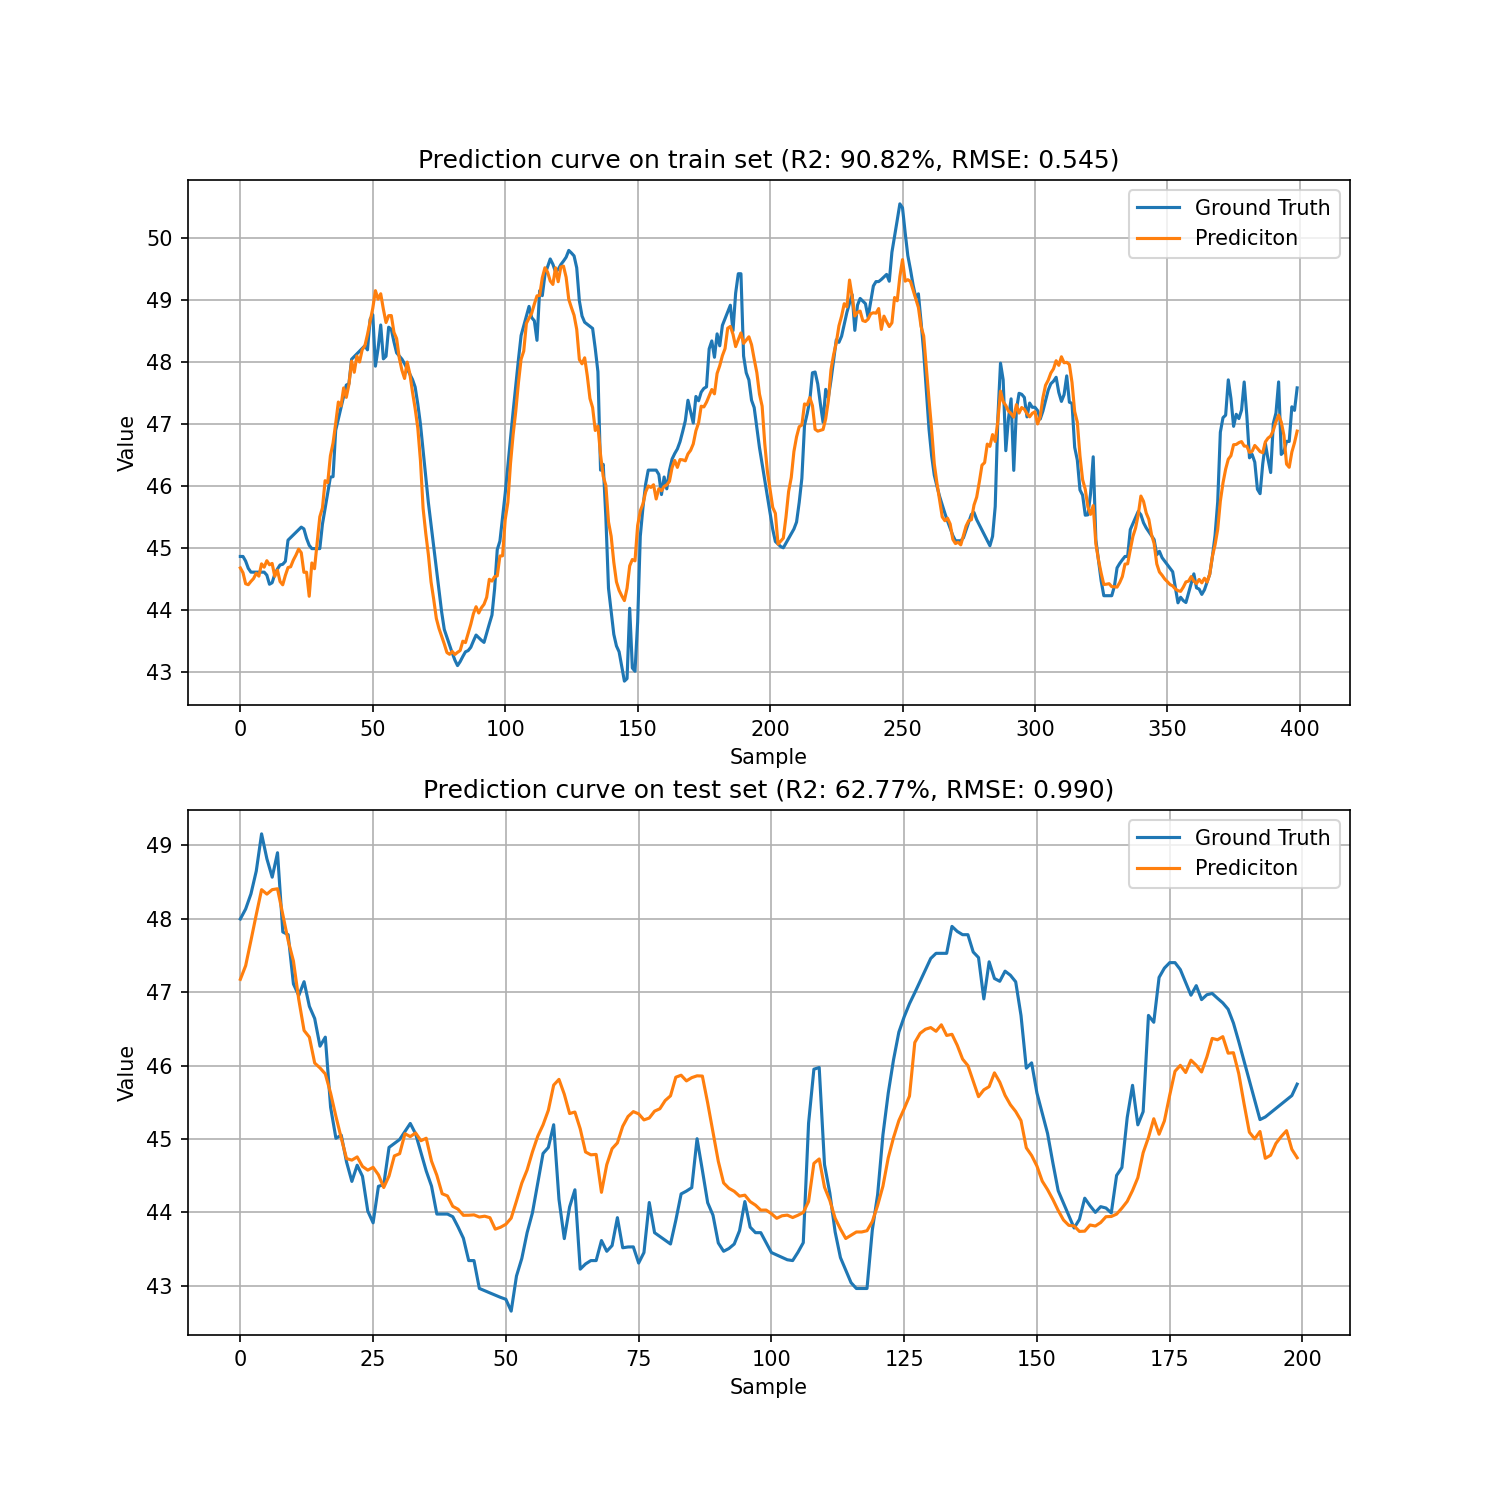 Prediction curve on train set (R2: 90.82%, RMSE: 0.545)
Ground Truth
Prediciton
50
49
48
47
46
45
44
43
Value
0 50 100 150 200 250 300 350 400
Sample
Prediction curve on test set (R2: 62.77%, RMSE: 0.990)
Ground Truth
Prediciton
49
48
47
46
45
44
43
Value
0 25 50 75 100 125 150 175 200
Sample